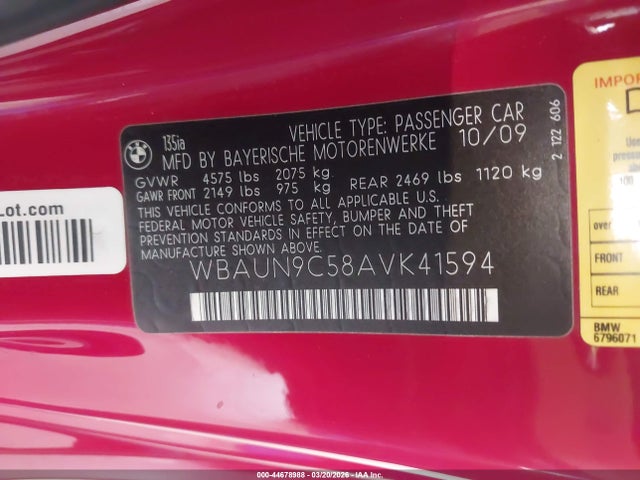 BMW
135ia
VEHICLE TYPE: PASSENGER CAR
MFD BY BAYERISCHE MOTORENWERKE 10/09
GVWR 4575 lbs 2075 kg
GAWR FRONT 2149 lbs 975 kg REAR 2469 lbs 1120 kg
THIS VEHICLE CONFORMS TO ALL APPLICABLE
FEDERAL MOTOR VEHICLE SAFETY, BUMPER AND THEFT
PREVENTION STANDARDS IN EFFECT ON THE DATE OF
MANUFACTURE SHOWN ABOVE.
WBAUN9C58AVK41594
2 122 606
Lot.com
IMPOR
over
FRONT
REAR
BMW
6796071
000-44678988 | 03/20/2026 - IAA, Inc.